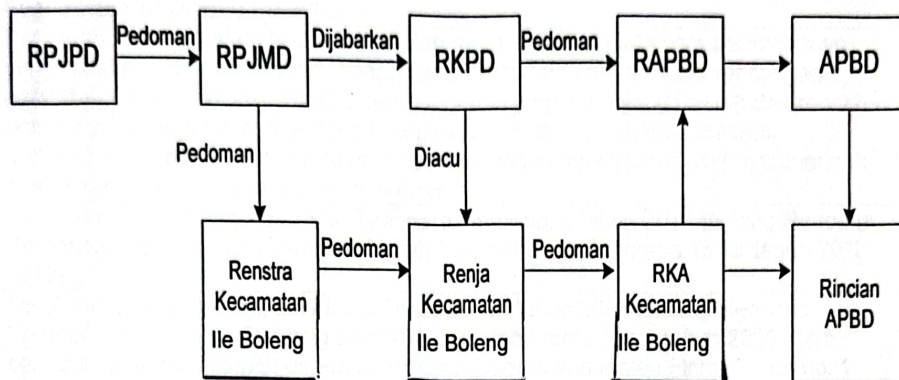 RPJPD Pedoman RPJMD Dijabarkan RKPD Pedoman RAPBD APBD
Pedoman Diacu
Renstra
Kecamatan
Ile Boleng
Pedoman
Renja
Kecamatan
Ile Boleng
Pedoman
RKA
Kecamatan
Ile Boleng
Rincian
APBD